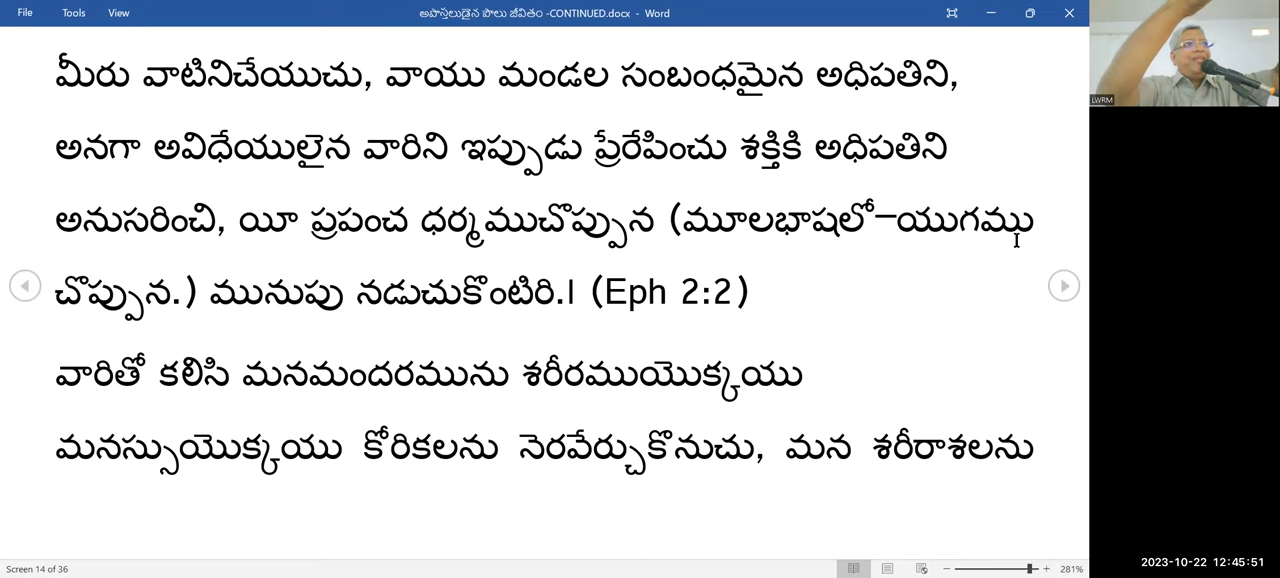 File Tools View అపొస్తలుడైన పౌలు జీవితం -CONTINUED.docx - Word
LWRM
మీరు వాటినిచేయుచు, వాయు మండల సంబంధమైన అధిపతిని,
అనగా అవిధేయులైన వారిని ఇప్పుడు ప్రేరేపించు శక్తికి అధిపతిని
అనుసరించి, యీ ప్రపంచ ధర్మముచొప్పున (మూలభాషలో–యుగము
చొప్పున.) మునుపు నడుచుకొంటిరి.| (Eph 2:2)
వారితో కలిసి మనమందరమును శరీరముయొక్కయు
మనస్సుయొక్కయు కోరికలను నెరవేర్చుకొనుచు, మన శరీరాశలను
Screen 14 of 36 281%
2023-10-22 12:45:51